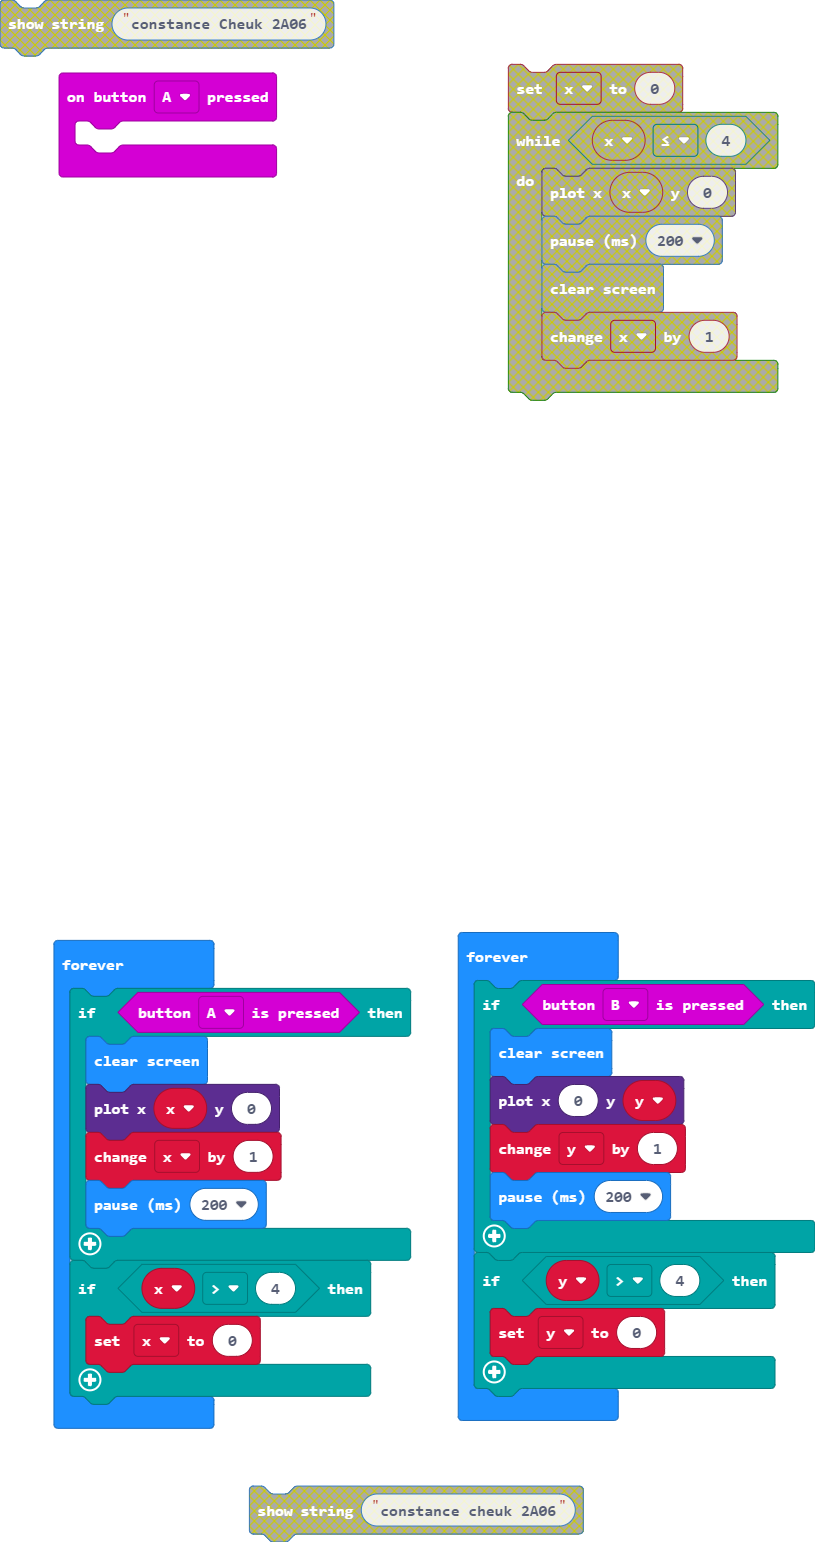 show string "constance Cheuk 2A06"
on button A pressed
set x to 0
while x ≤ 4
do
plot x x y 0
pause (ms) 200
clear screen
change x by 1
forever
if button A is pressed then
clear screen
plot x x y 0
change x by 1
pause (ms) 200
if x > 4 then
set x to 0
forever
if button B is pressed then
clear screen
plot x 0 y y
change y by 1
pause (ms) 200
if y > 4 then
set y to 0
show string "constance cheuk 2A06"